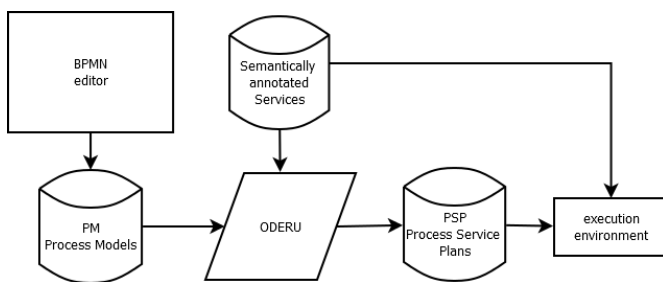 BPMN
editor
Semantically
annotated
Services
PM
Process Models
ODERU
PSP
Process Service
Plans
execution
environment